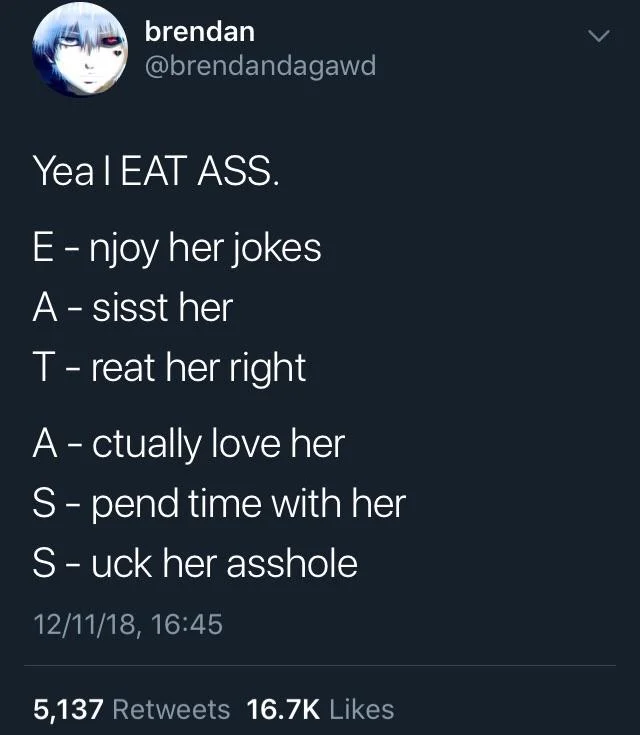 brendan
@brendandagawd
Yea I EAT ASS.
E - njoy her jokes
A - sisst her
T - reat her right
A - ctually love her
S - pend time with her
S - uck her asshole
12/11/18, 16:45
5,137 Retweets 16.7K Likes